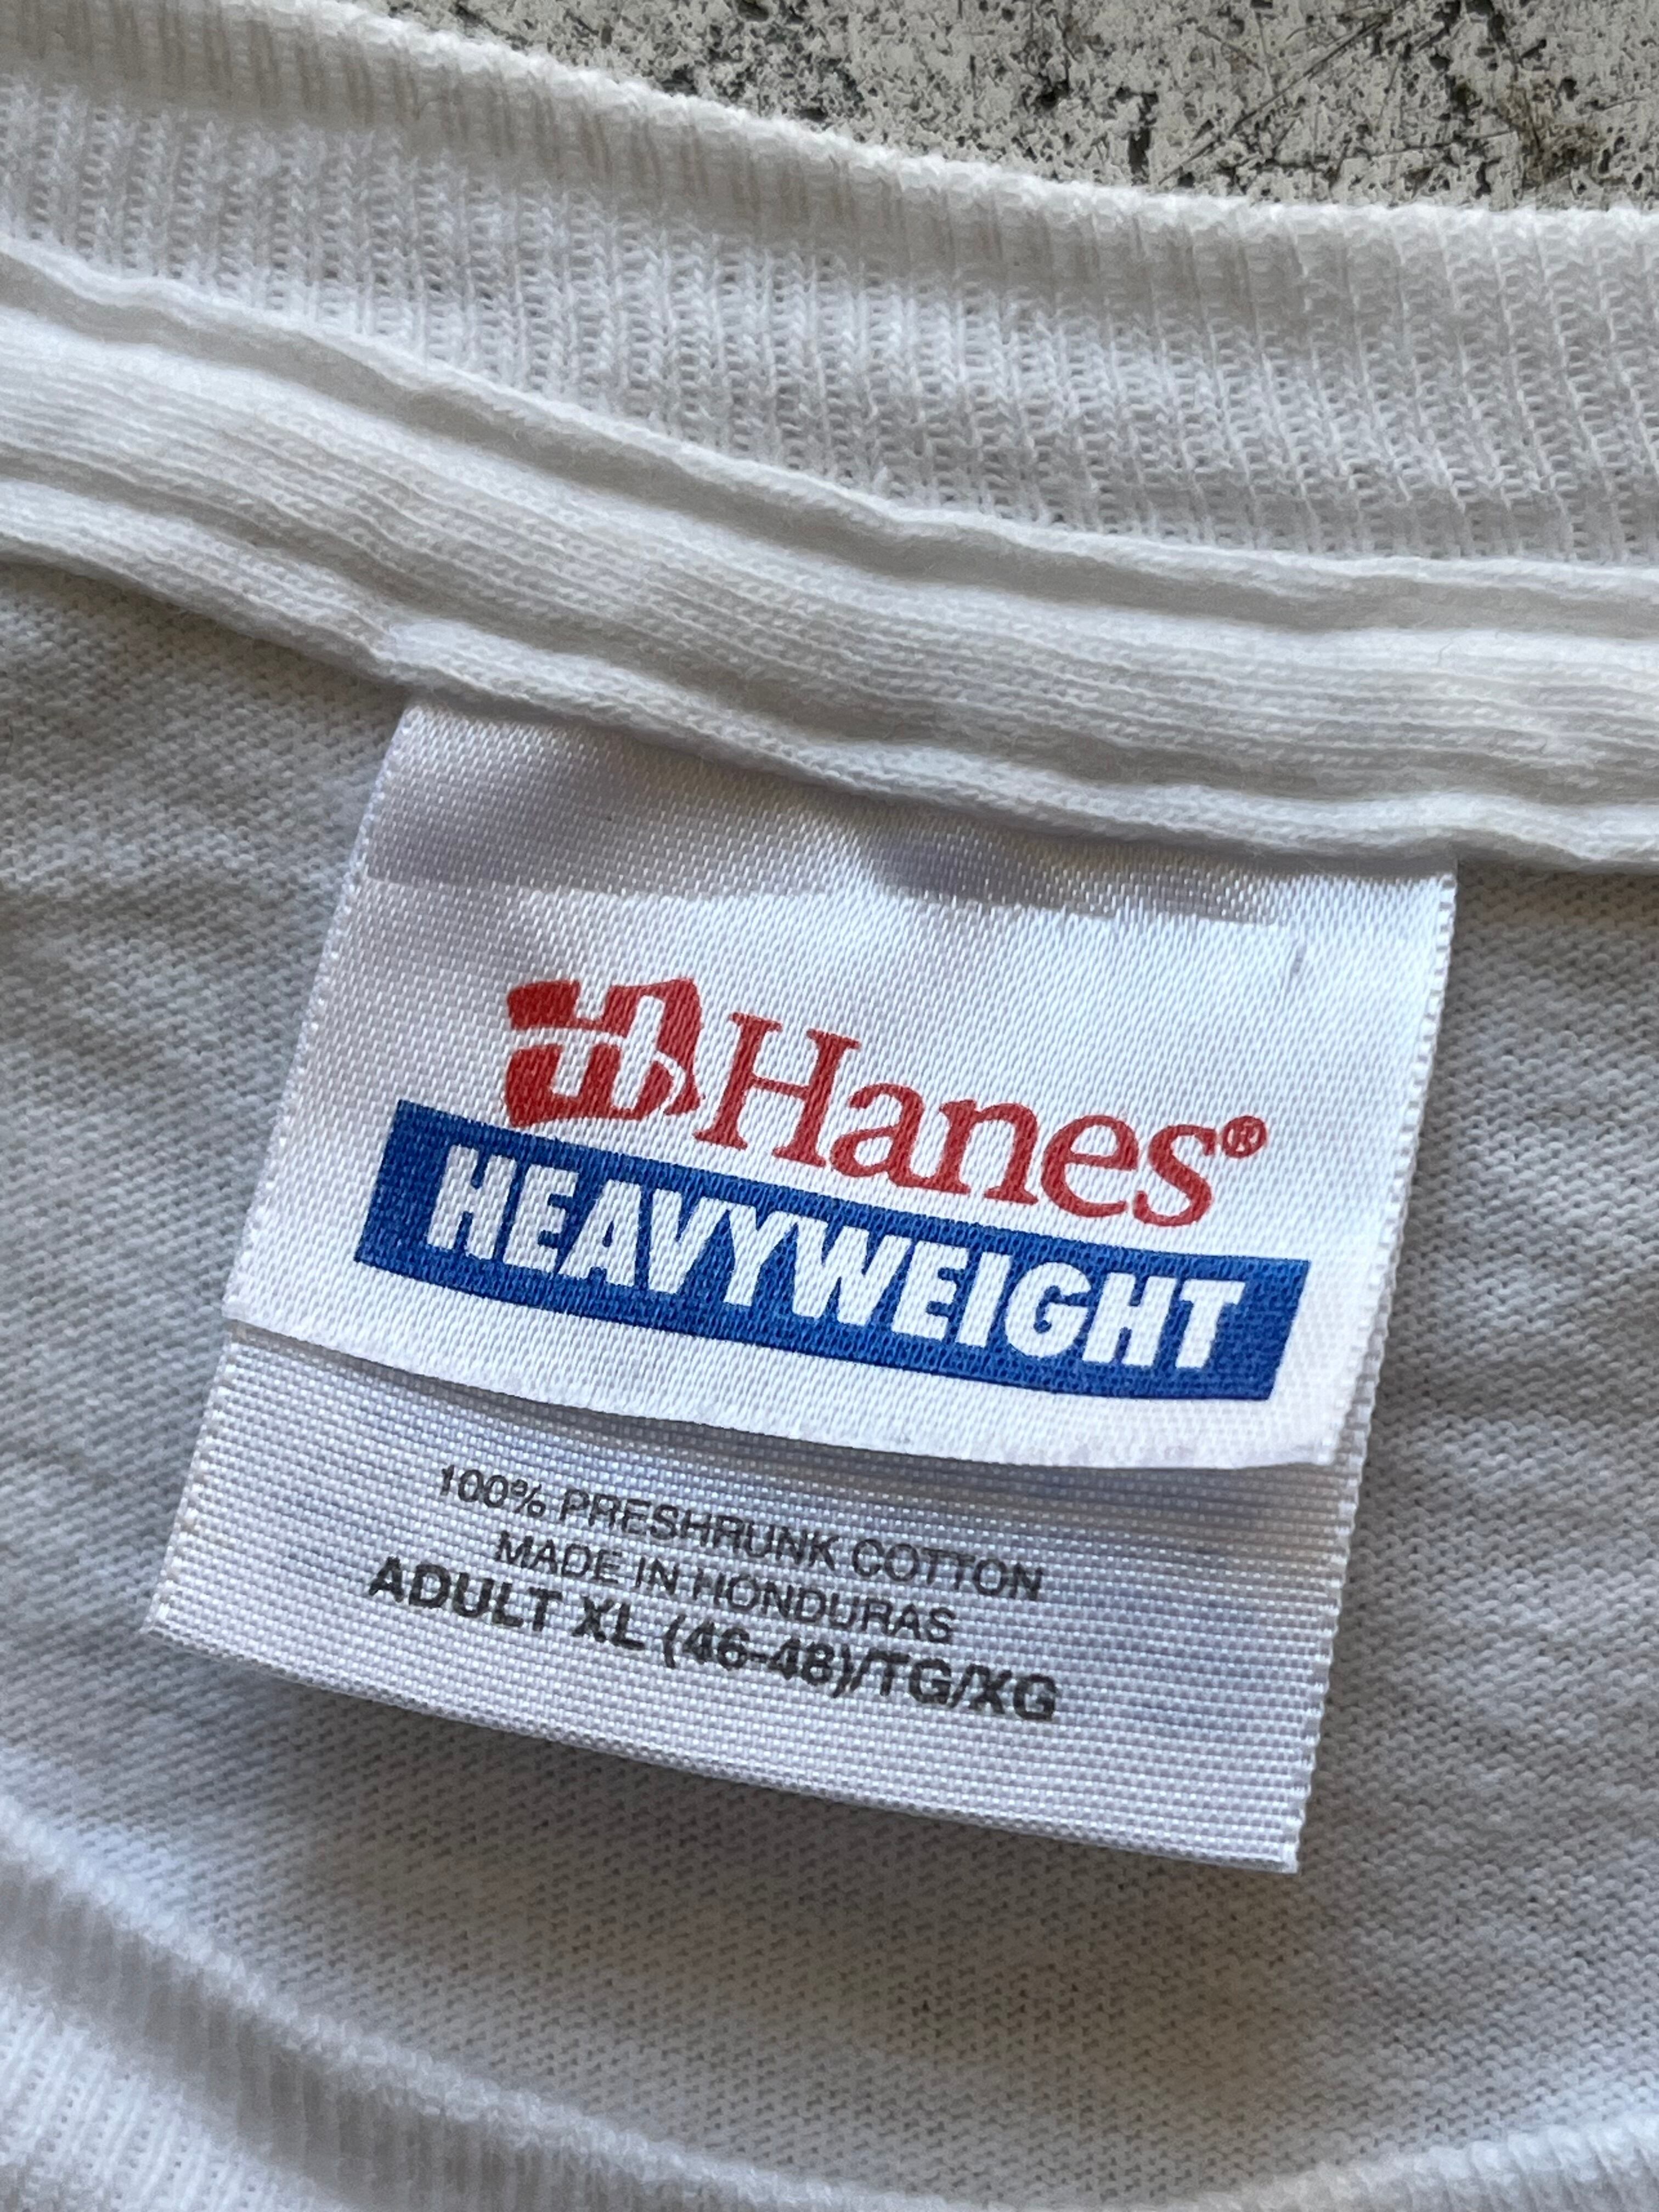 Hanes®
HEAVYWEIGHT
100% PRESHRUNK COTTON
MADE IN HONDURAS
ADULT XL (46-48)/TG/XG